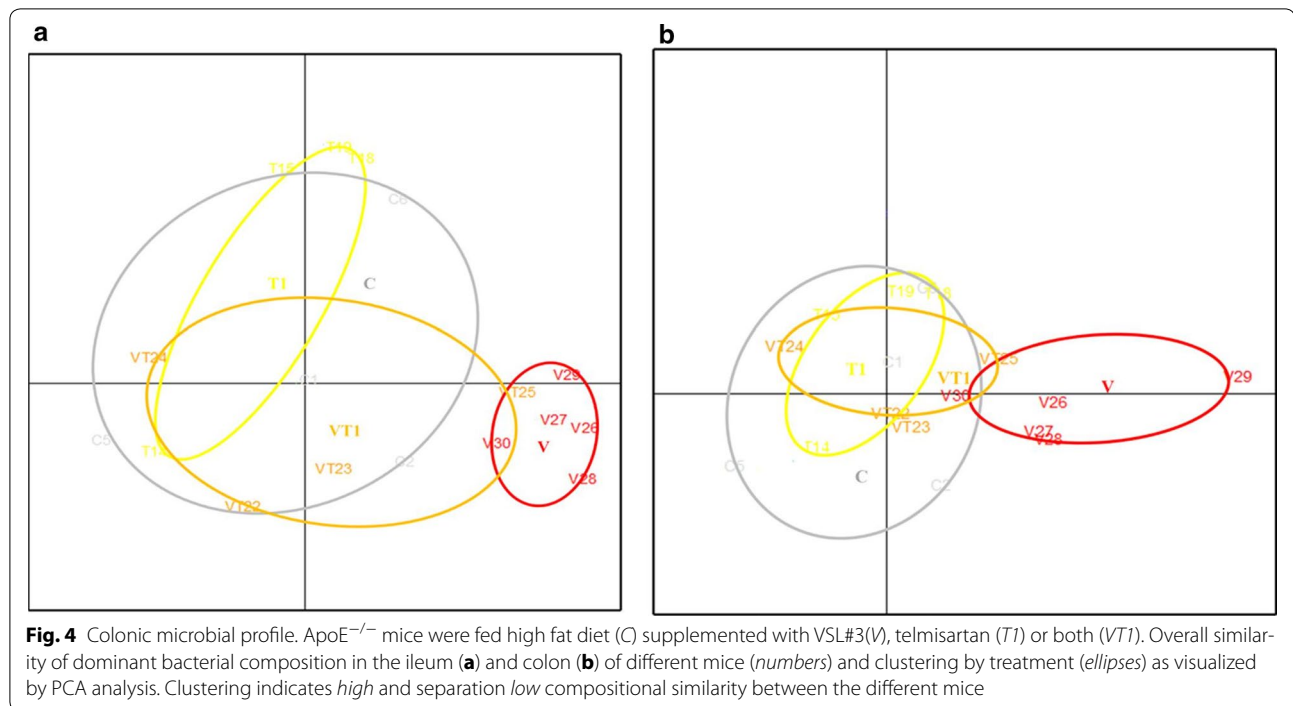 a
b
T19
T18
T15
C6
T1
C
VT24
C1
VT25
V29
V27
V26
V30
V
V28
C5
T14
VT1
C2
VT23
VT22
T19
T18
T15
VT24
C1
VT25
T1
VT1
V30
V26
V
V29
VT22
VT23
V27
V28
T14
C5
C
C2
Fig. 4 Colonic microbial profile. ApoE−/− mice were fed high fat diet (C) supplemented with VSL#3(V), telmisartan (T1) or both (VT1). Overall similar-
ity of dominant bacterial composition in the ileum (a) and colon (b) of different mice (numbers) and clustering by treatment (ellipses) as visualized
by PCA analysis. Clustering indicates high and separation low compositional similarity between the different mice